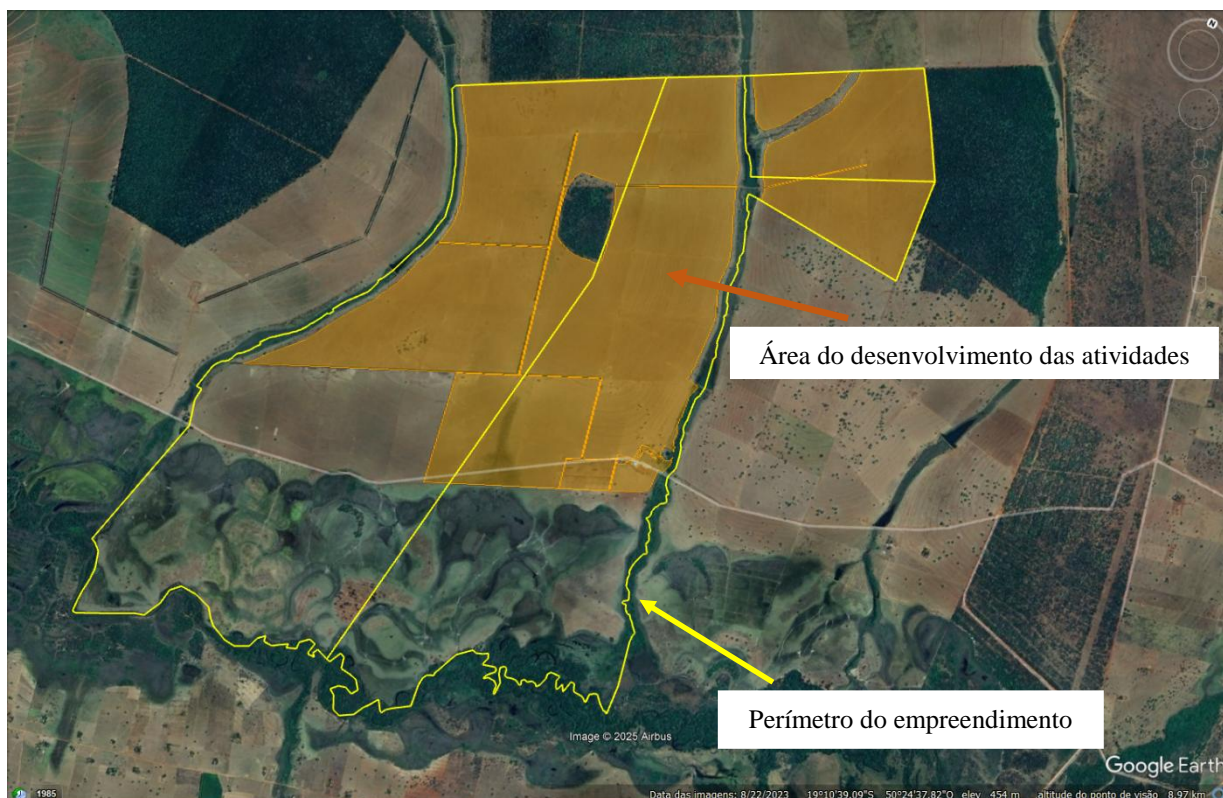 N
Área do desenvolvimento das atividades
Perímetro do empreendimento
Image © 2025 Airbus
Google Earth
1985
Data das imagens: 8/22/2023 19°10'39.09"S 50°24'37.82"O elev 454 m altitude do ponto de visão 8.97 km